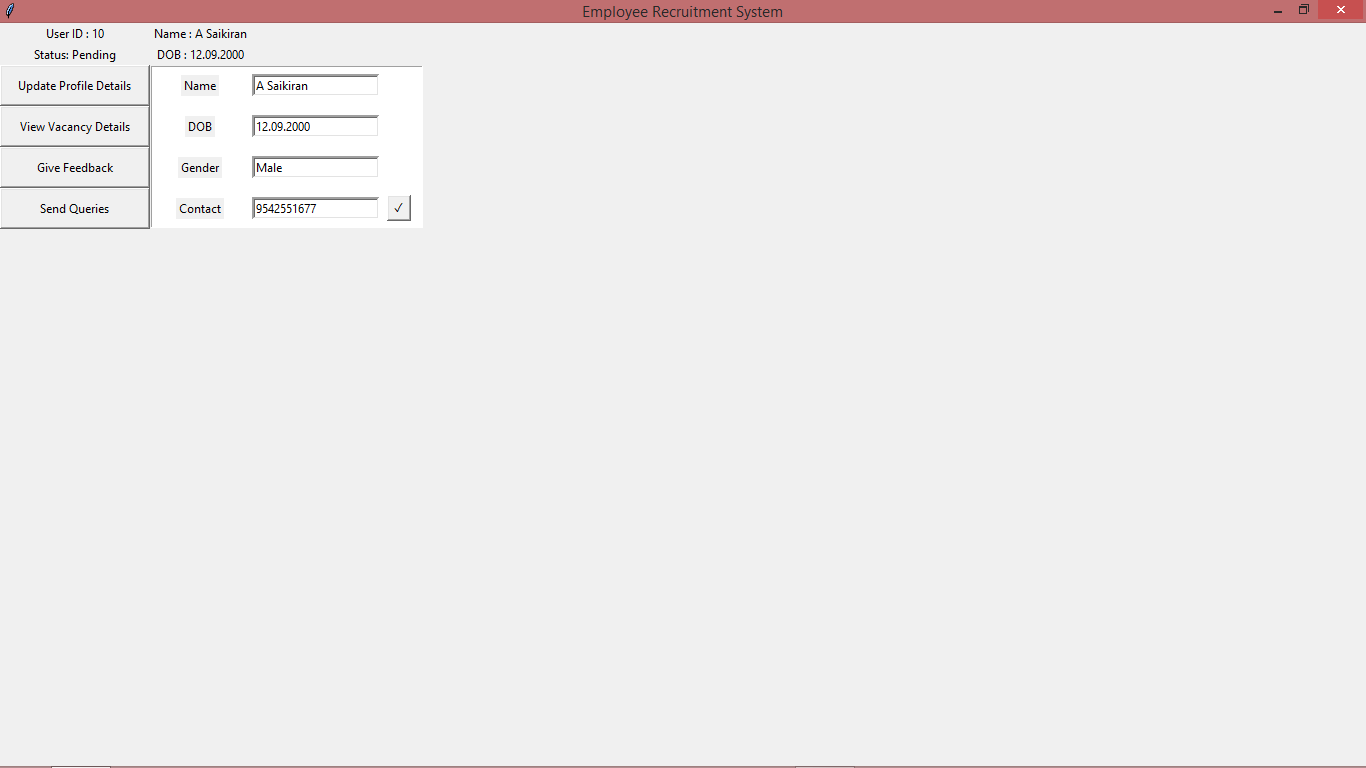 Employee Recruitment System
User ID : 10 Name : A Saikiran
Status: Pending DOB : 12.09.2000
Update Profile Details Name A Saikiran
View Vacancy Details DOB 12.09.2000
Give Feedback Gender Male
Send Queries Contact 9542551677 ✓